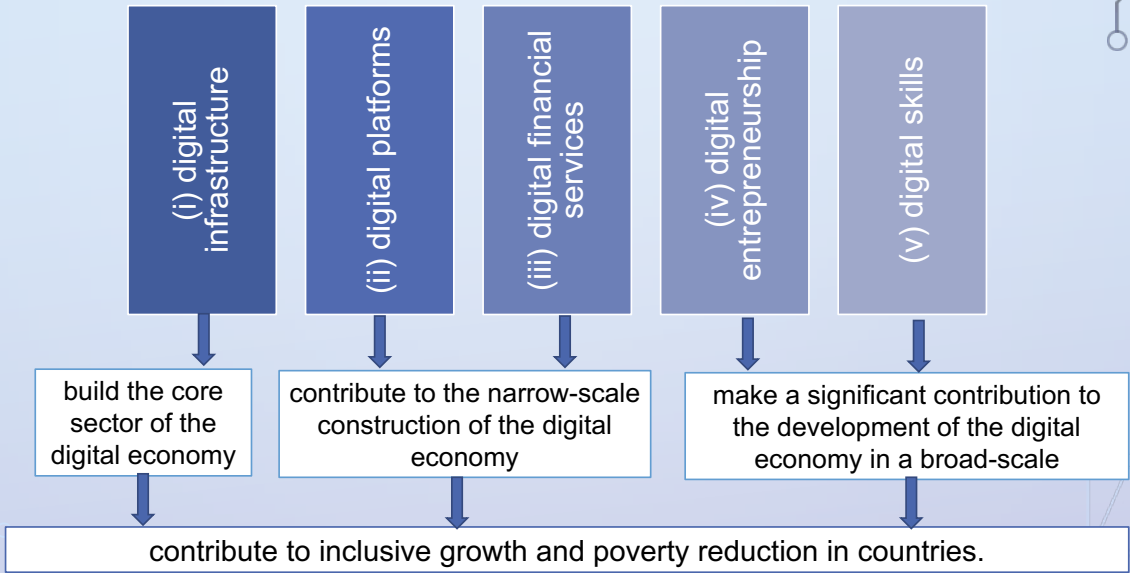 (i) digital
infrastructure
(ii) digital platforms
(iii) digital financial
services
(iv) digital
entrepreneurship
(v) digital skills
build the core
sector of the
digital economy
contribute to the narrow-scale
construction of the digital
economy
make a significant contribution to
the development of the digital
economy in a broad-scale
contribute to inclusive growth and poverty reduction in countries.